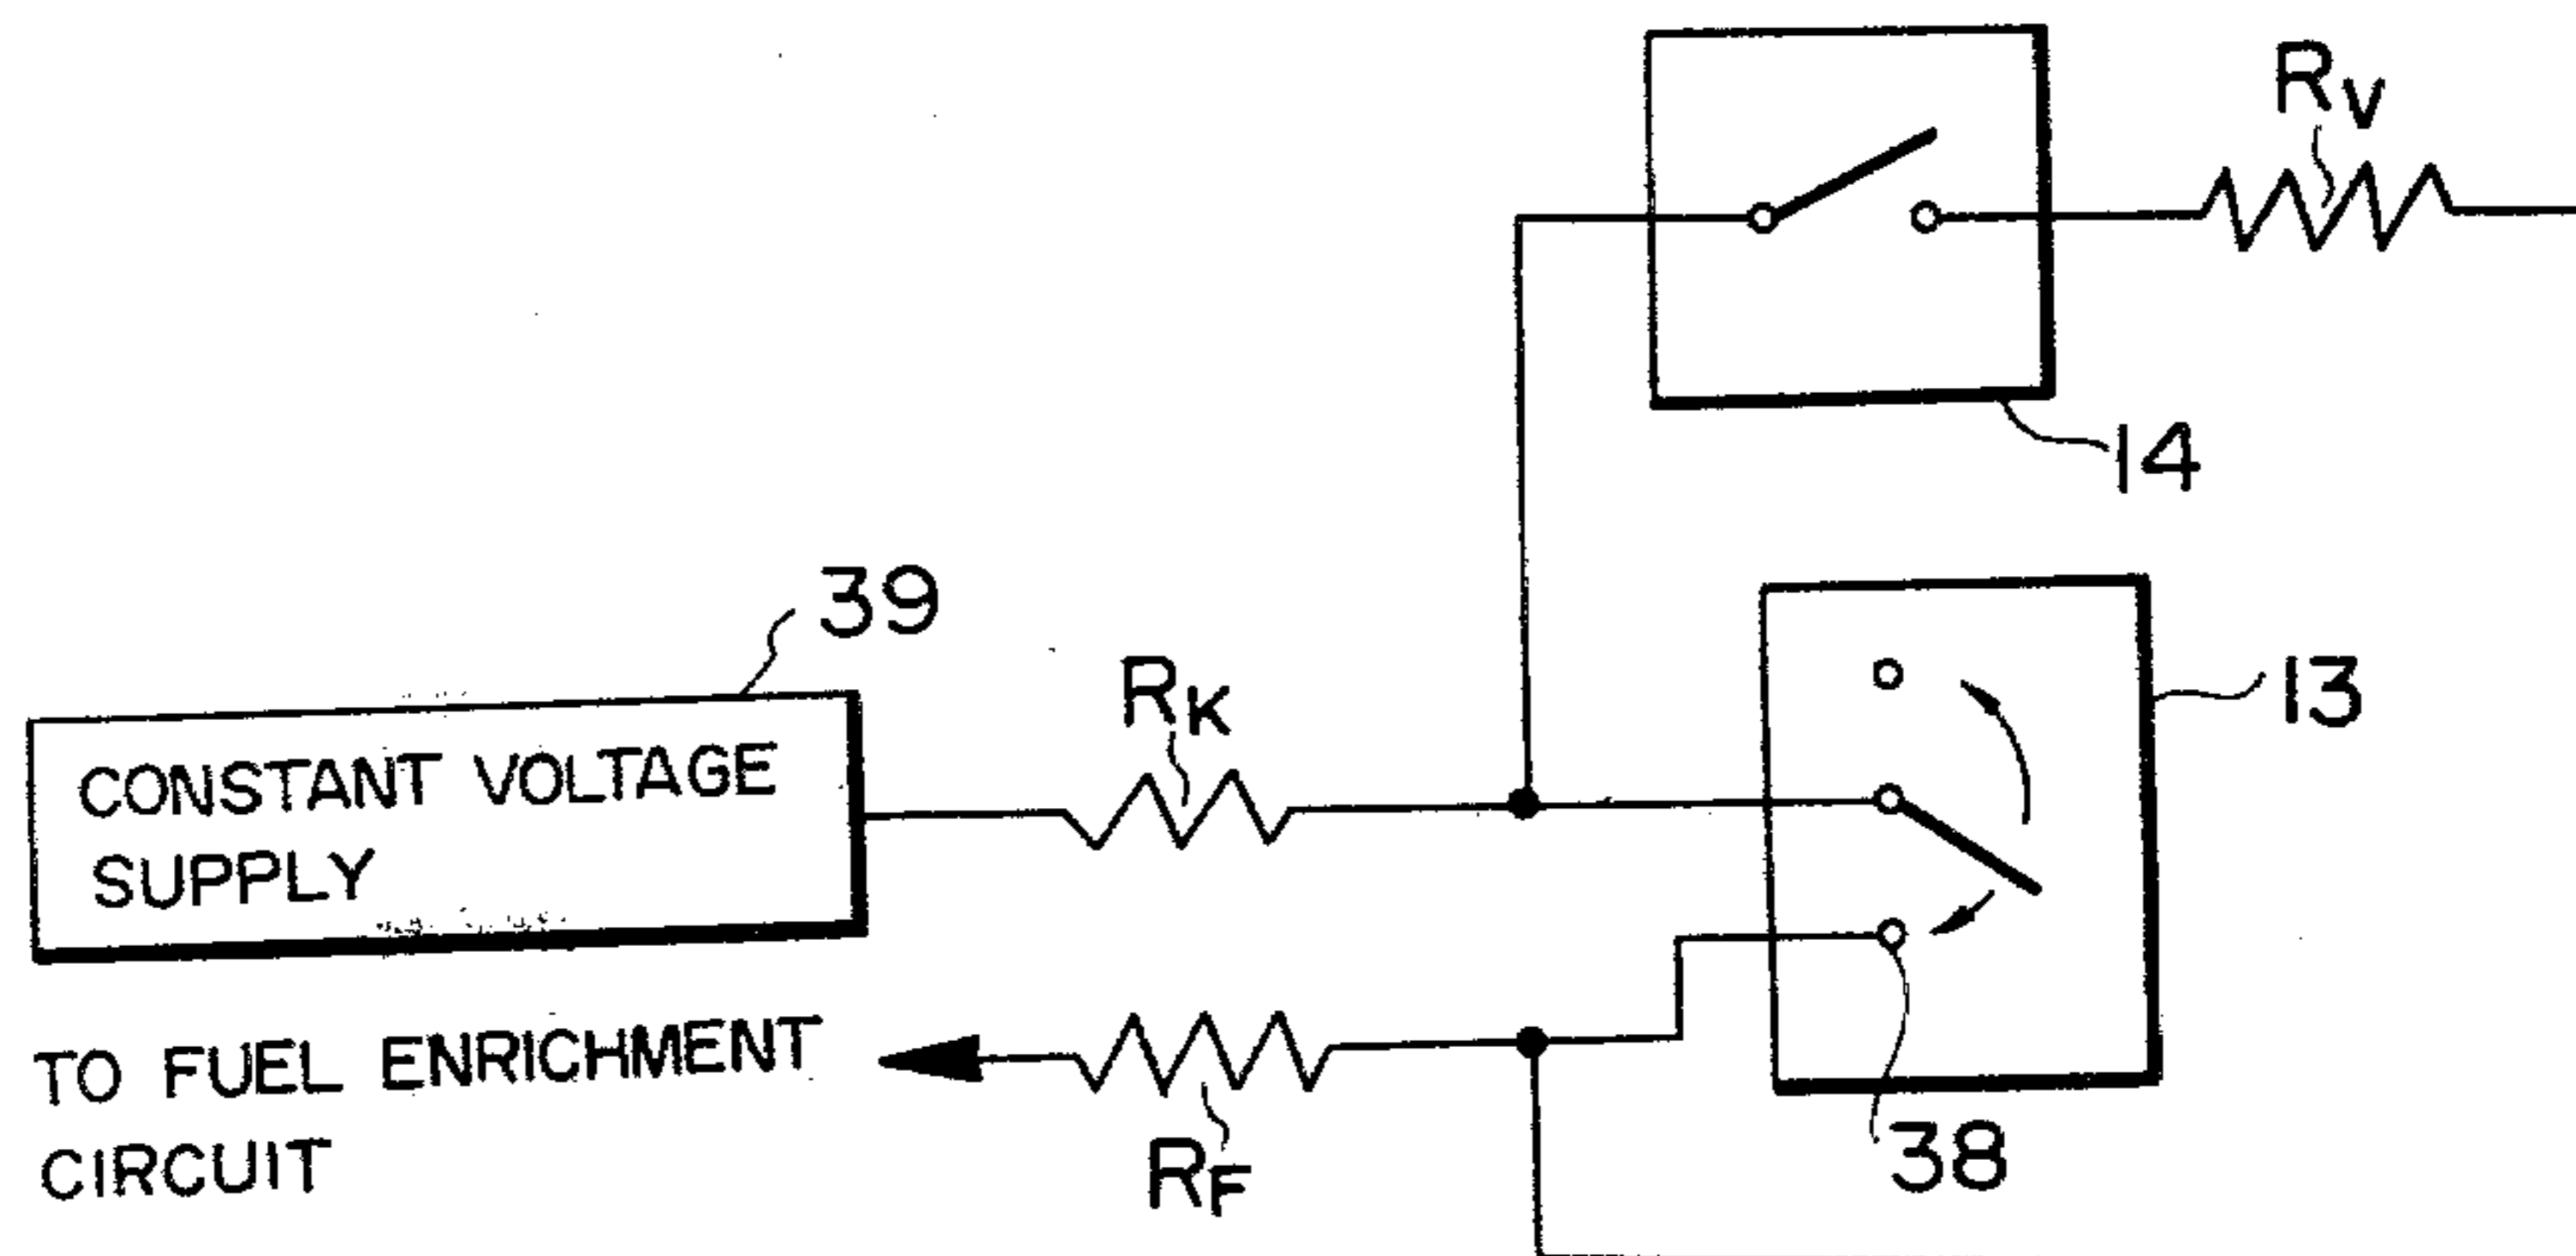 RV
14
39
RK
13
CONSTANT VOLTAGE
SUPPLY
TO FUEL ENRICHMENT
CIRCUIT
RF
38